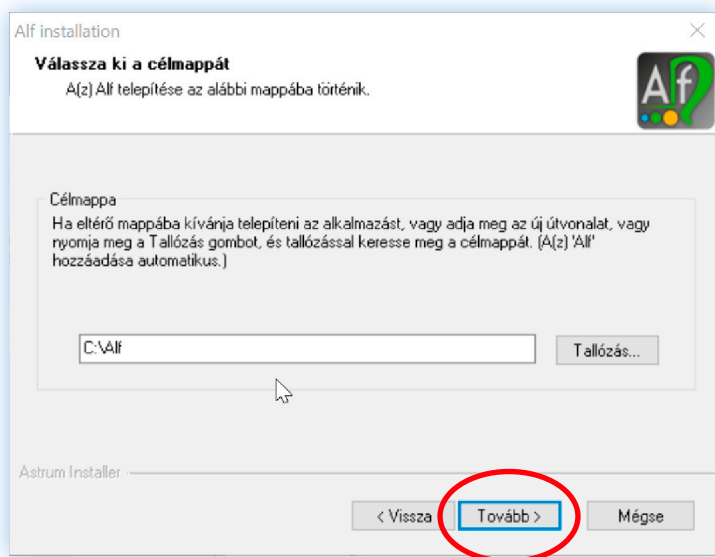 Alf installation
Válassza ki a célmappát
A(z) Alf telepítése az alábbi mappába történik.
Alf
Célmappa
Ha eltérő mappába kívánja telepíteni az alkalmazást, vagy adja meg az új útvonalat, vagy
nyomja meg a Tallózás gombot, és tallózással keresse meg a célmappát. (A(z) 'Alf'
hozzáadása automatikus.)
C:\Alf
Tallózás...
Astrum Installer
< Vissza
Tovább >
Mégse